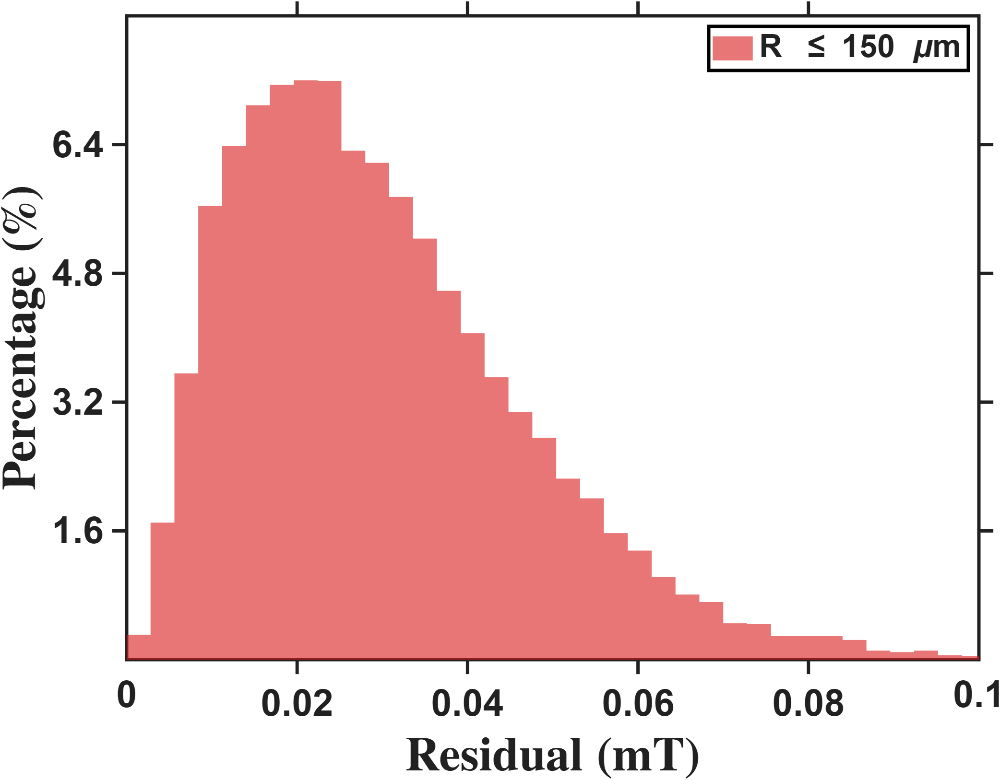 R ≤ 150 µm
6.4
4.8
3.2
1.6
Percentage (%)
0 0.02 0.04 0.06 0.08 0.1
Residual (mT)